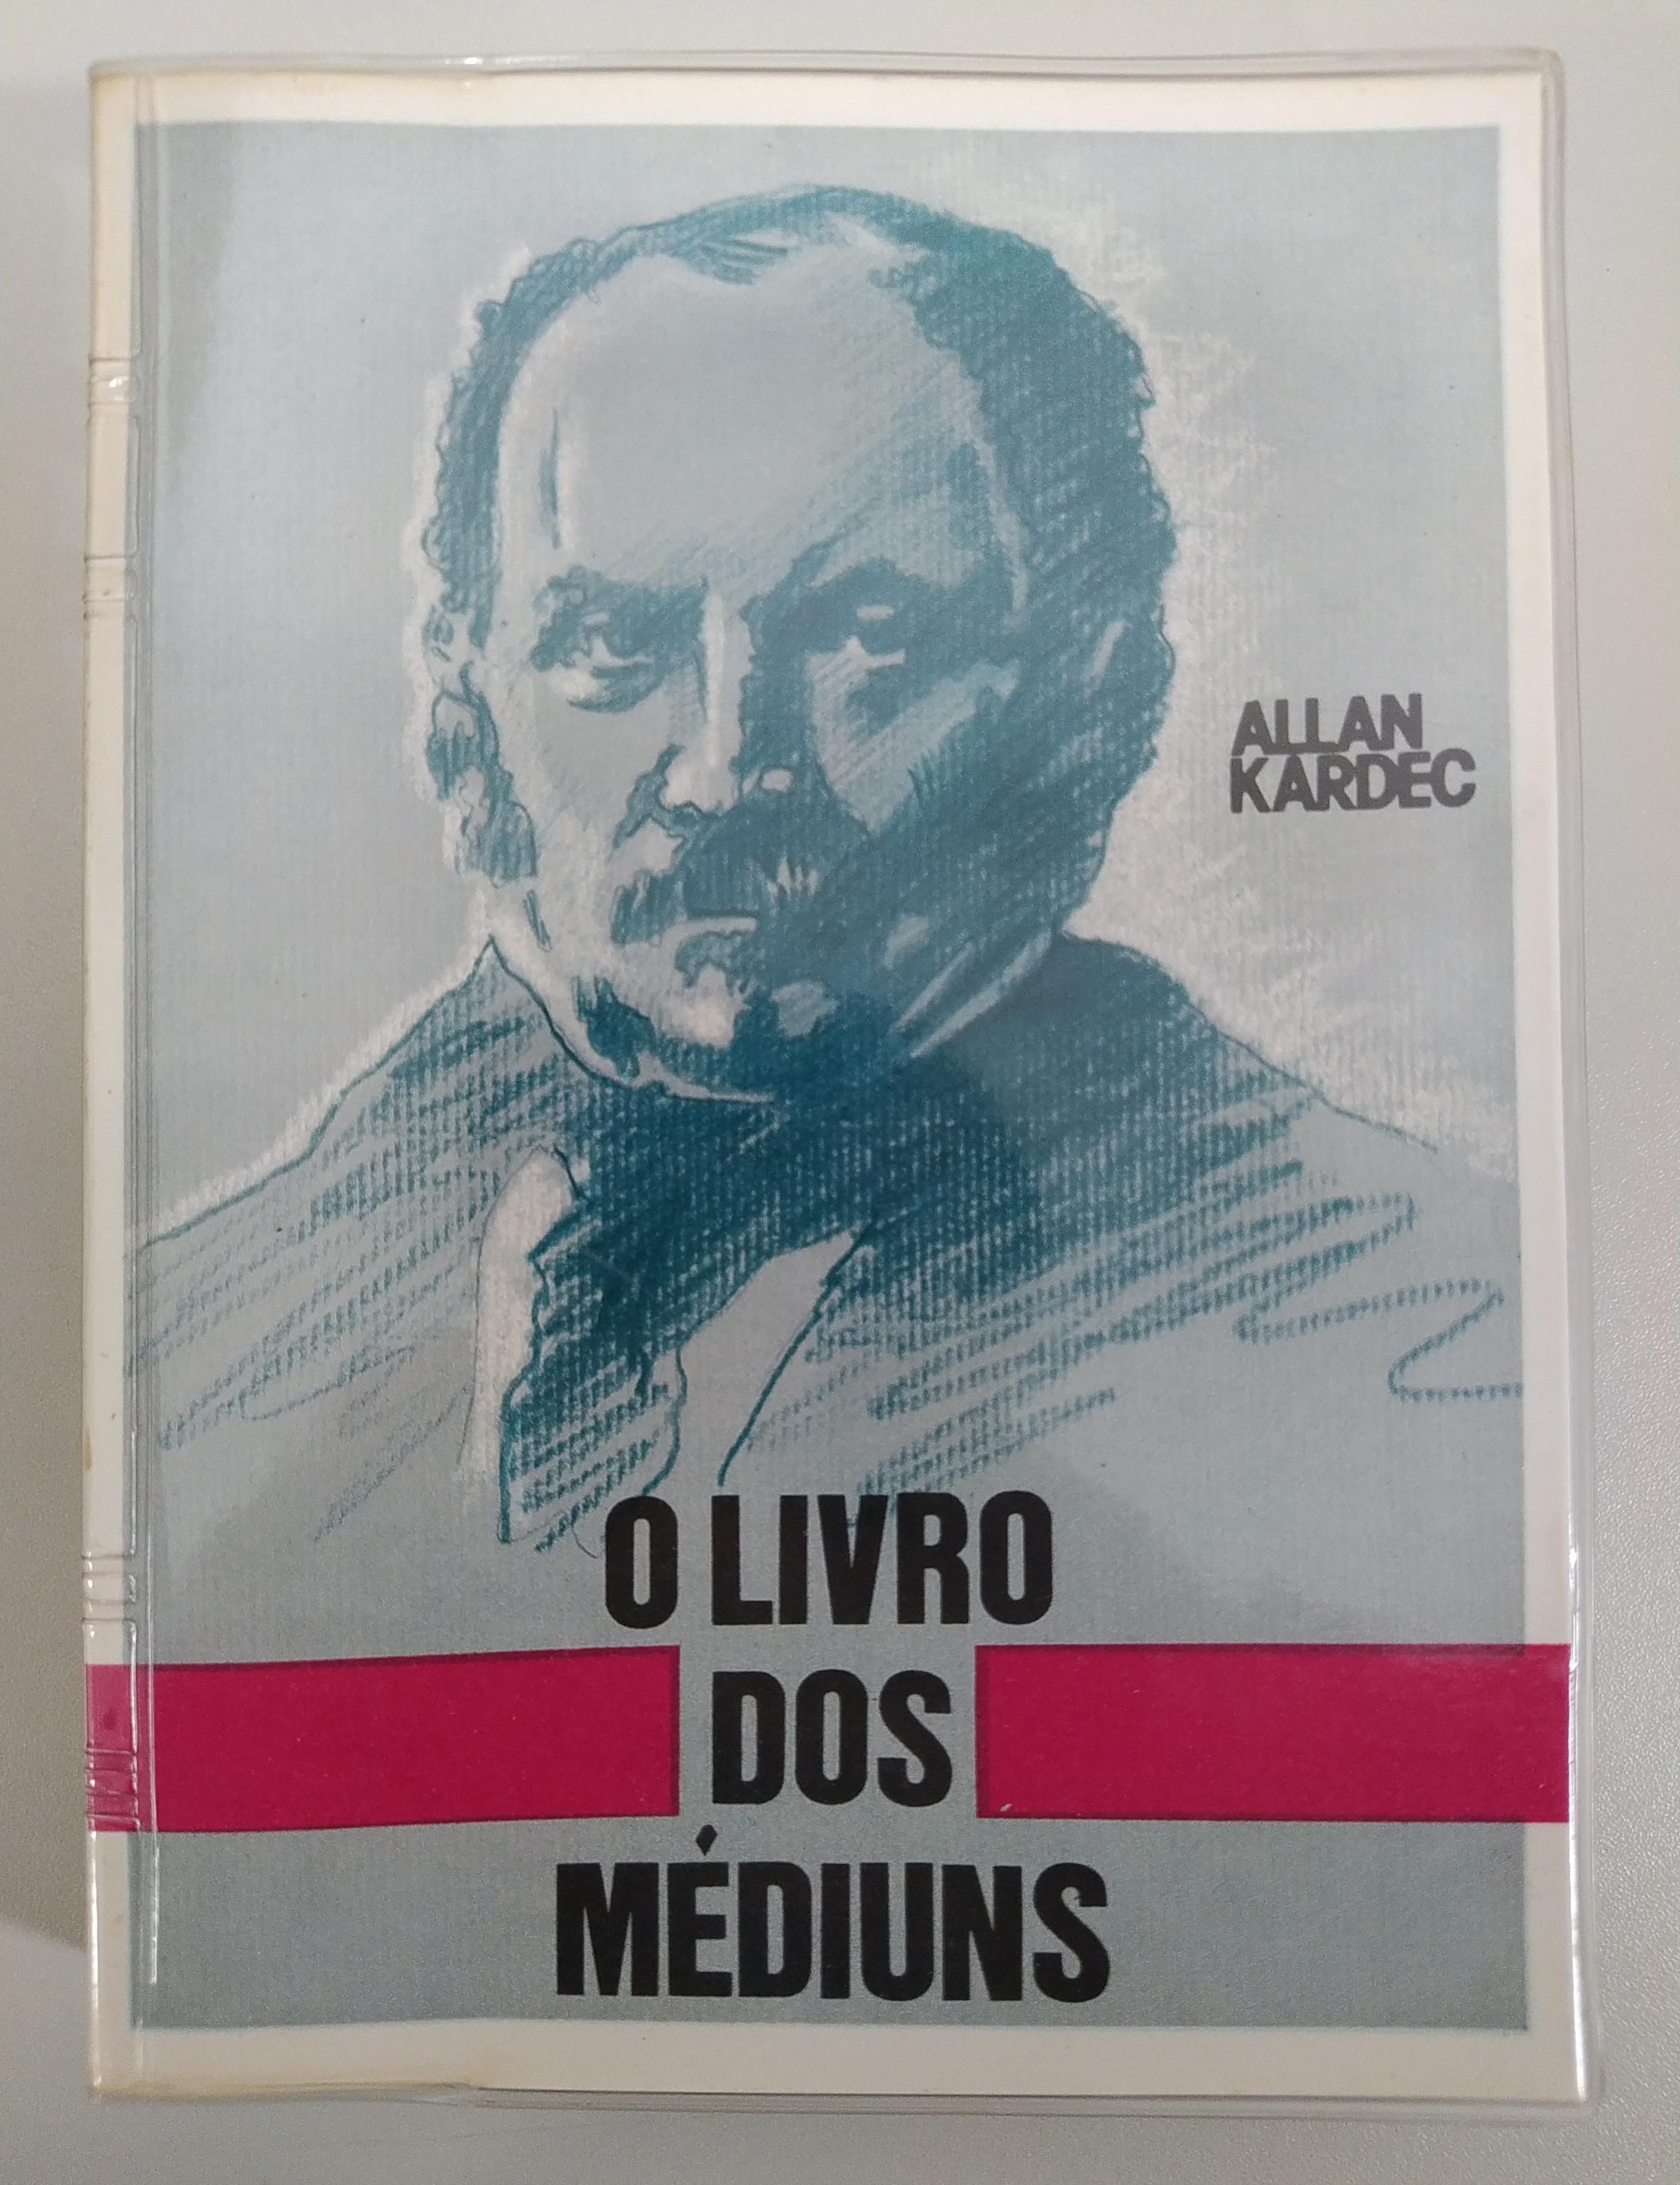 ALLAN
KARDEC
O LIVRO
DOS
MÉDIUNS